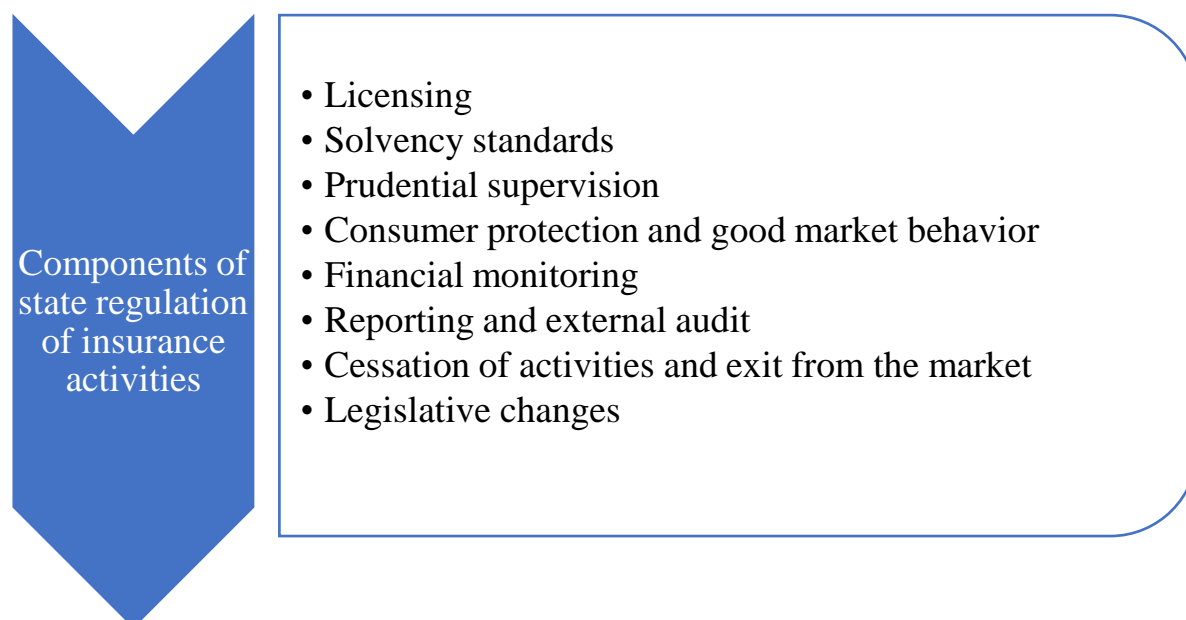 Components of
state regulation
of insurance
activities
• Licensing
• Solvency standards
• Prudential supervision
• Consumer protection and good market behavior
• Financial monitoring
• Reporting and external audit
• Cessation of activities and exit from the market
• Legislative changes